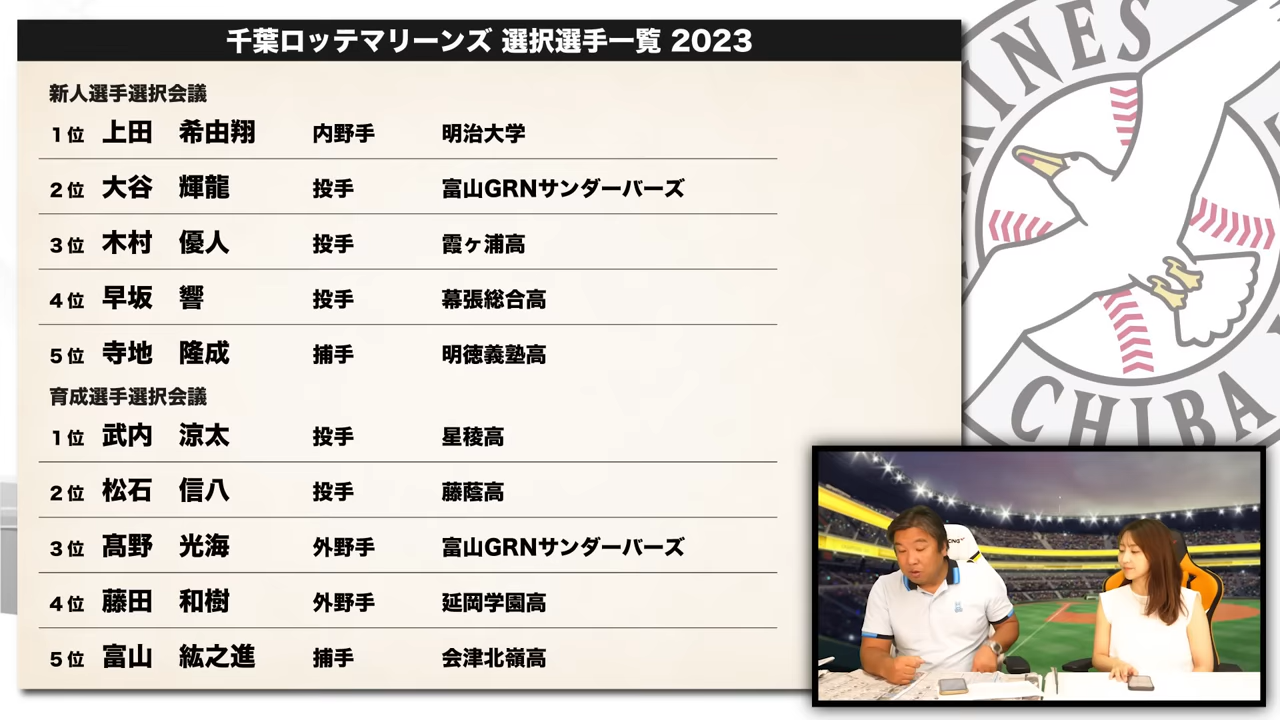 千葉ロッテマリーンズ 選択選手一覧 2023
新人選手選択会議
1位 上田 希由翔 内野手 明治大学
2位 大谷 輝龍 投手 富山GRNサンダーバーズ
3位 木村 優人 投手 霞ヶ浦高
4位 早坂 響 投手 幕張総合高
5位 寺地 隆成 捕手 明徳義塾高
育成選手選択会議
1位 武内 涼太 投手 星稜高
2位 松石 信八 投手 藤蔭高
3位 髙野 光海 外野手 富山GRNサンダーバーズ
4位 藤田 和樹 外野手 延岡学園高
5位 富山 紘之進 捕手 会津北嶺高
INES
CHIBA